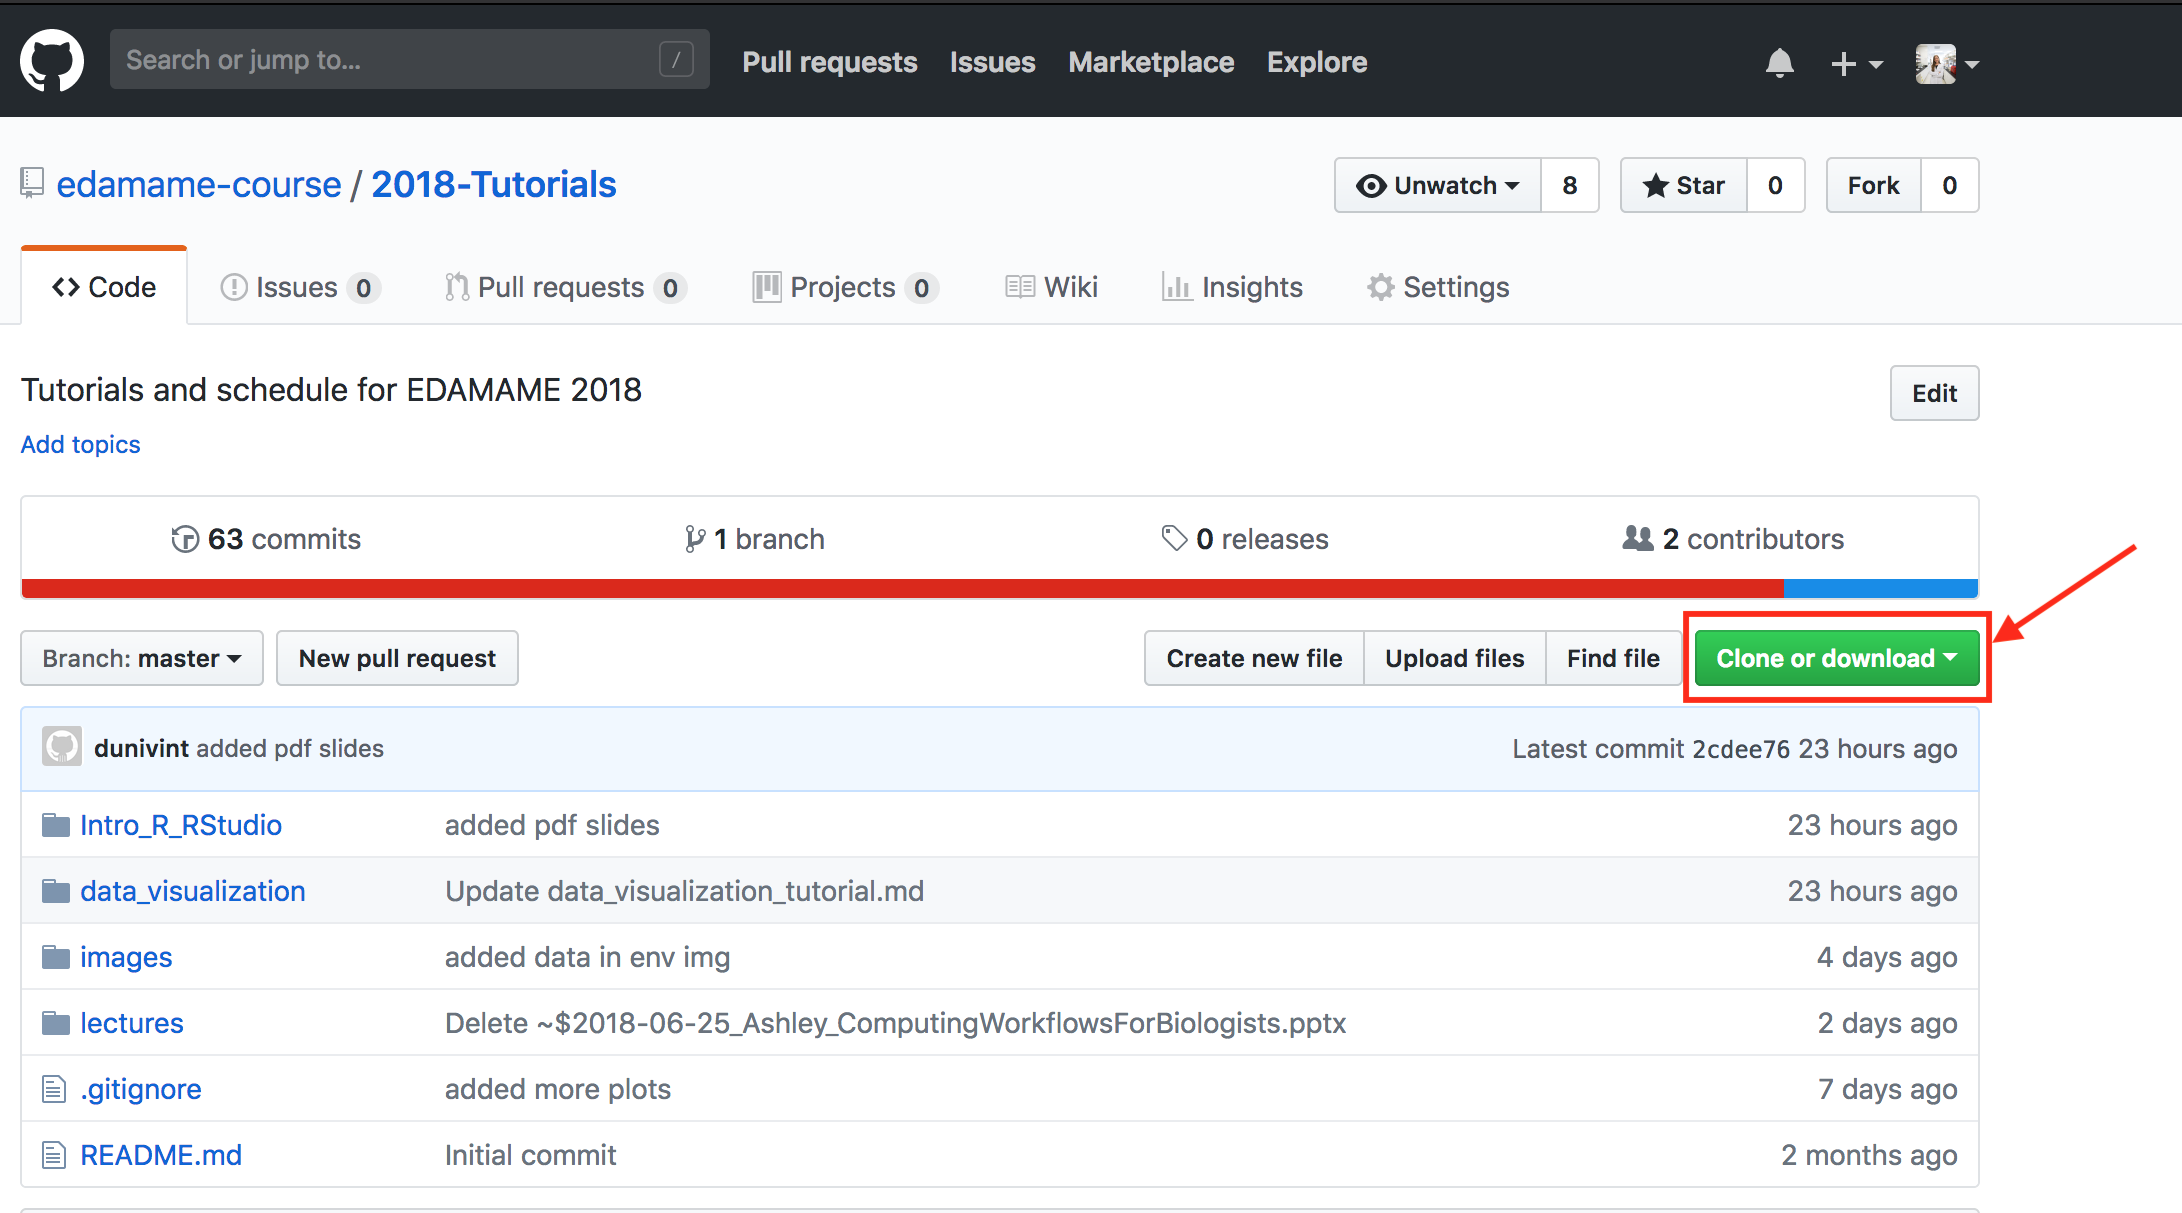 Search or jump to... / Pull requests Issues Marketplace Explore
edamame-course / 2018-Tutorials Unwatch 8 Star 0 Fork 0
Code Issues 0 Pull requests 0 Projects 0 Wiki Insights Settings
Tutorials and schedule for EDAMAME 2018 Edit
Add topics
63 commits 1 branch 0 releases 2 contributors
Branch: master New pull request Create new file Upload files Find file Clone or download
dunivint added pdf slides Latest commit 2cdee76 23 hours ago
Intro_R_RStudio added pdf slides 23 hours ago
data_visualization Update data_visualization_tutorial.md 23 hours ago
images added data in env img 4 days ago
lectures Delete ~$2018-06-25_Ashley_ComputingWorkflowsForBiologists.pptx 2 days ago
.gitignore added more plots 7 days ago
README.md Initial commit 2 months ago